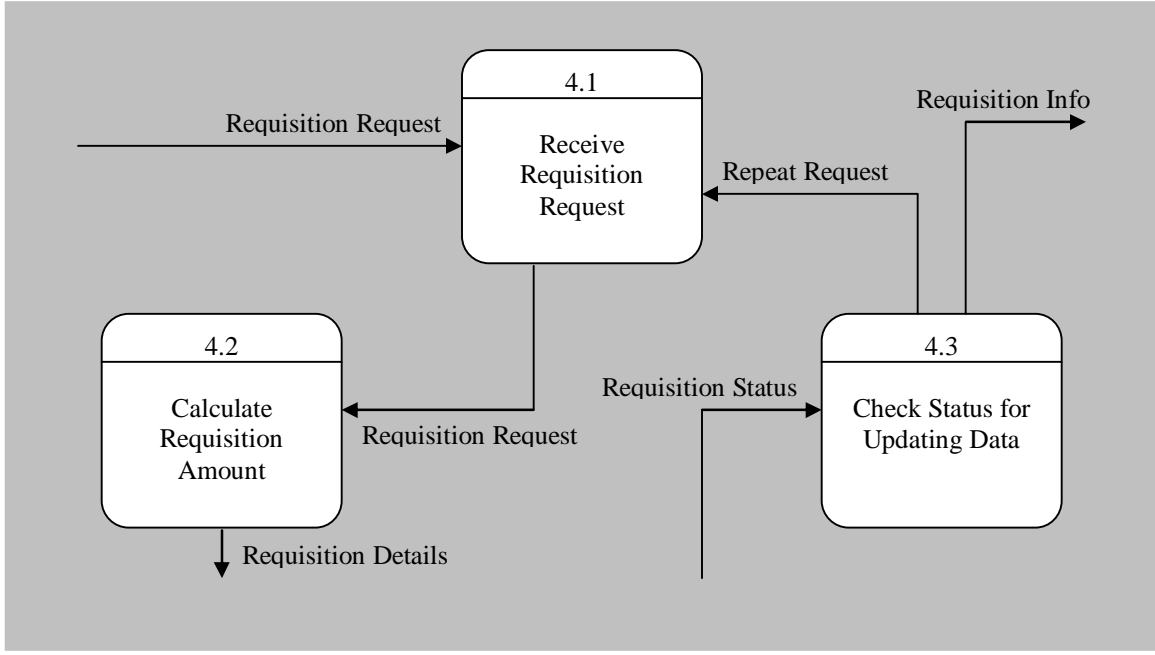 4.1
Requisition Info
Requisition Request
Receive
Requisition
Request
Repeat Request
4.2
4.3
Calculate
Requisition
Amount
Requisition Status
Check Status for
Updating Data
Requisition Request
Requisition Details